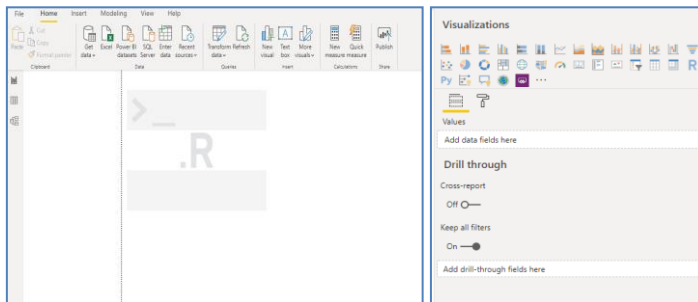 File Home Insert Modeling View Help
Paste
Cut
Copy
Format painter
Clipboard
Get data
Excel
Power BI datasets
SQL Server
Enter data
Recent sources
Data
Transform data
Refresh
Queries
New visual
Text box
More visuals
Insert
New measure
Quick measure
Calculations
Publish
Share
>_
.R
Visualizations
R
Py
...
Values
Add data fields here
Drill through
Cross-report
Off
Keep all filters
On
Add drill-through fields here